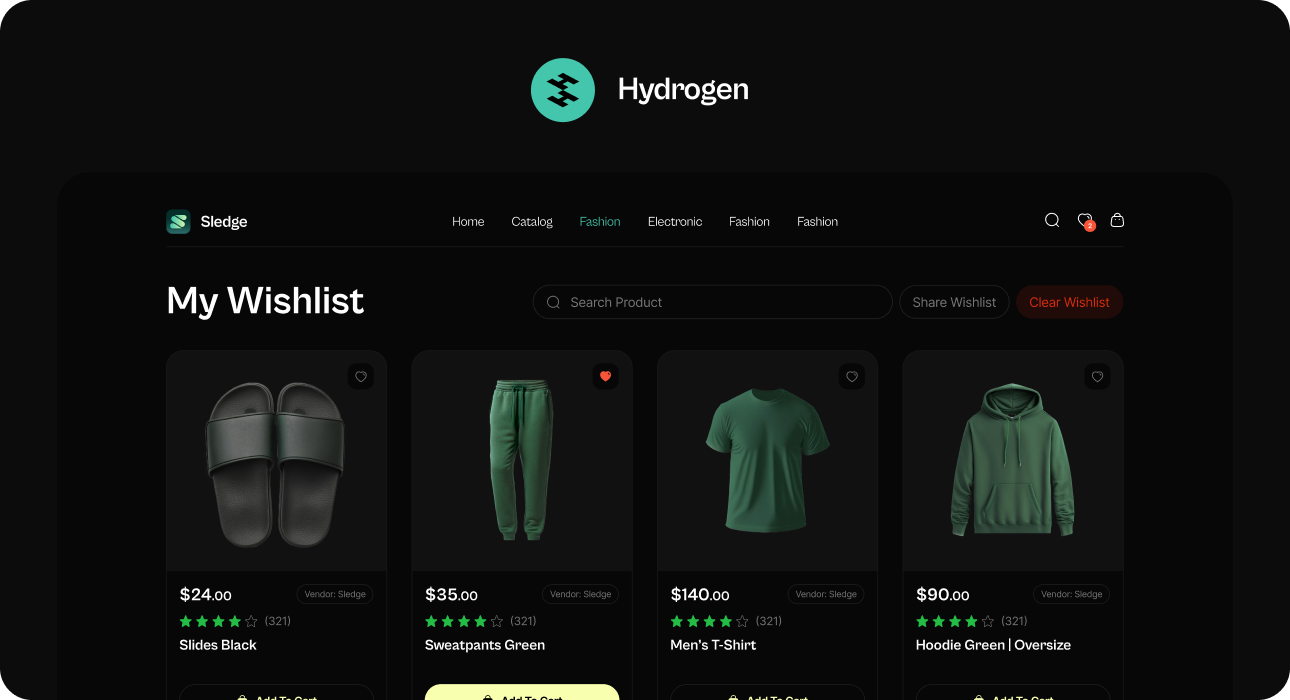 Hydrogen
Sledge
Home Catalog Fashion Electronic Fashion Fashion
2
My Wishlist
Search Product
Share Wishlist
Clear Wishlist
$24.00 Vendor: Sledge
(321)
Slides Black
Add To Cart
$35.00 Vendor: Sledge
(321)
Sweatpants Green
Add To Cart
$140.00 Vendor: Sledge
(321)
Men's T-Shirt
Add To Cart
$90.00 Vendor: Sledge
(321)
Hoodie Green | Oversize
Add To Cart